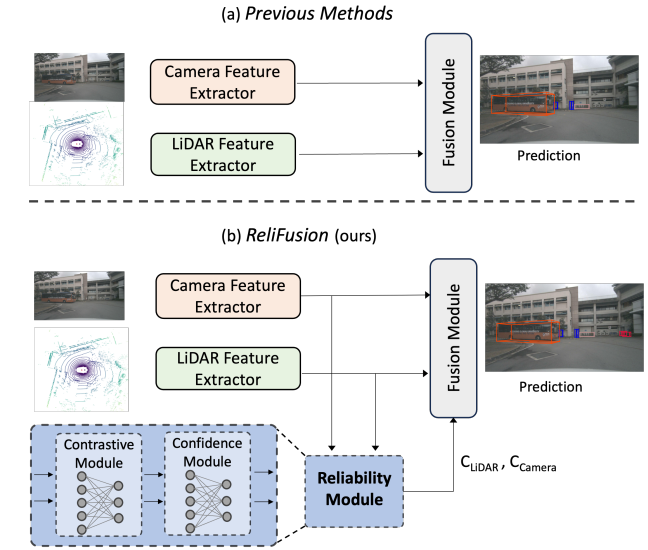 (a) Previous Methods
Camera Feature
Extractor
LiDAR Feature
Extractor
Fusion Module
Prediction
(b) ReliFusion (ours)
Camera Feature
Extractor
LiDAR Feature
Extractor
Fusion Module
Prediction
Contrastive
Module
Confidence
Module
Reliability
Module
C_LiDAR , C_Camera